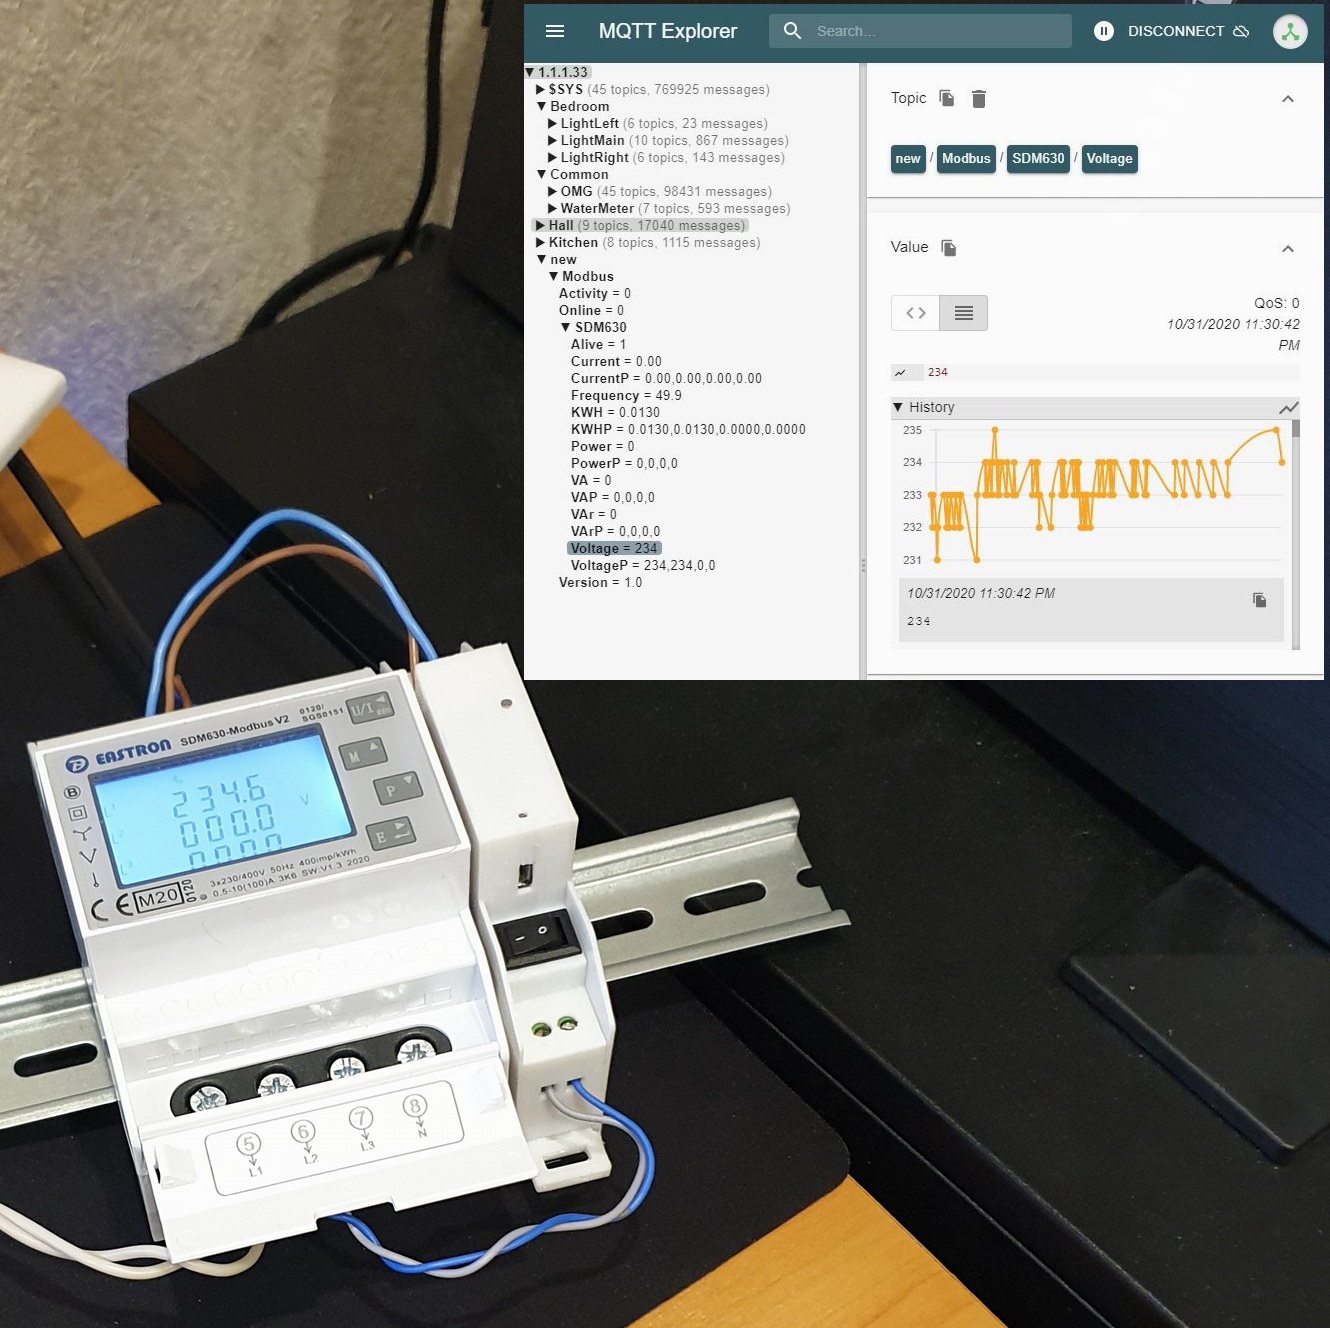 MQTT Explorer
Search...
DISCONNECT
▼ 1.1.1.33
▶ $SYS (45 topics, 769925 messages)
▼ Bedroom
▶ LightLeft (6 topics, 23 messages)
▶ LightMain (10 topics, 867 messages)
▶ LightRight (6 topics, 143 messages)
▼ Common
▶ OMG (45 topics, 98431 messages)
▶ WaterMeter (7 topics, 593 messages)
▶ Hall (9 topics, 17040 messages)
▶ Kitchen (8 topics, 1115 messages)
▼ new
▼ Modbus
Activity = 0
Online = 0
▼ SDM630
Alive = 1
Current = 0.00
CurrentP = 0.00,0.00,0.00,0.00
Frequency = 49.9
KWH = 0.0130
KWHP = 0.0130,0.0130,0.0000,0.0000
Power = 0
PowerP = 0,0,0,0
VA = 0
VAP = 0,0,0,0
VAr = 0
VArP = 0,0,0,0
Voltage = 234
VoltageP = 234,234,0,0
Version = 1.0
Topic
new / Modbus / SDM630 / Voltage
Value
QoS: 0
10/31/2020 11:30:42
PM
234
▼ History
235
234
233
232
231
10/31/2020 11:30:42 PM
234
EASTRON SDM630-Modbus V2 0120/
SGS0151
U/I
M
P
E
B
L1
234.6 V
000.0
000.0
3x230/400V 50Hz 400imp/kWh
0.5-10(100)A 3K6 SW:V1.3 2020
CE M20 0120
5 6 7 8
L1 L2 L3 N